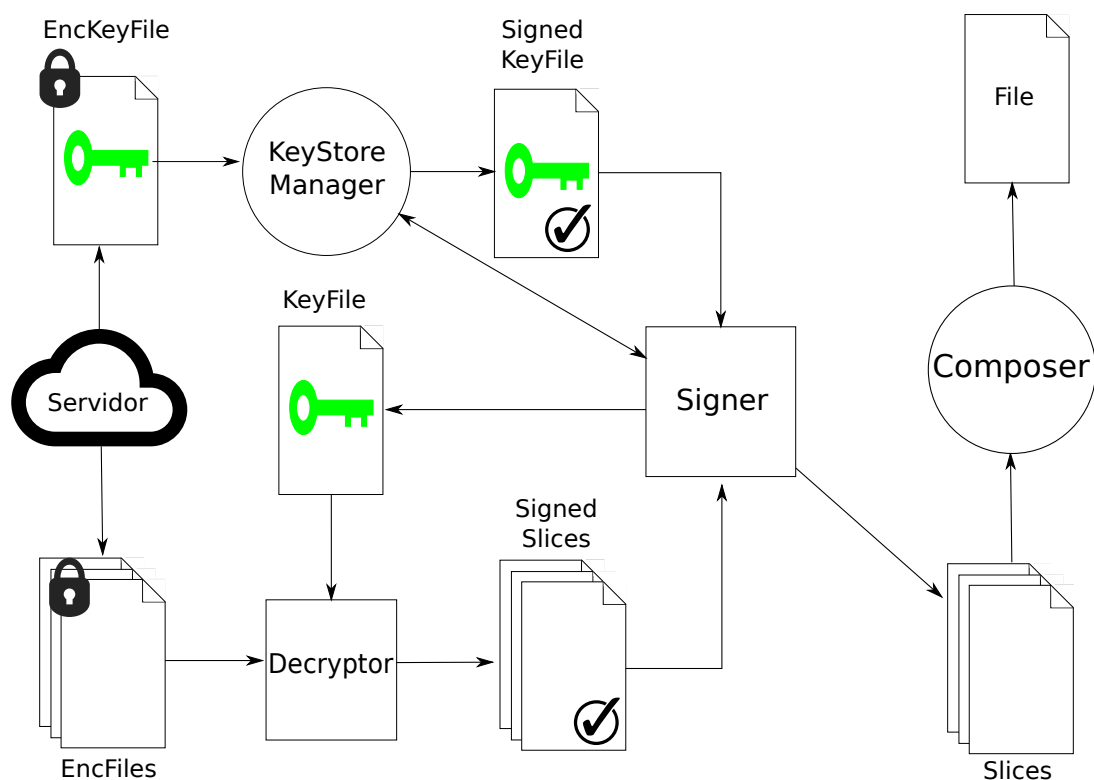 EncKeyFile
Signed
KeyFile
File
KeyStore
Manager
KeyFile
Servidor
Signer
Composer
Signed
Slices
Decryptor
EncFiles
Slices